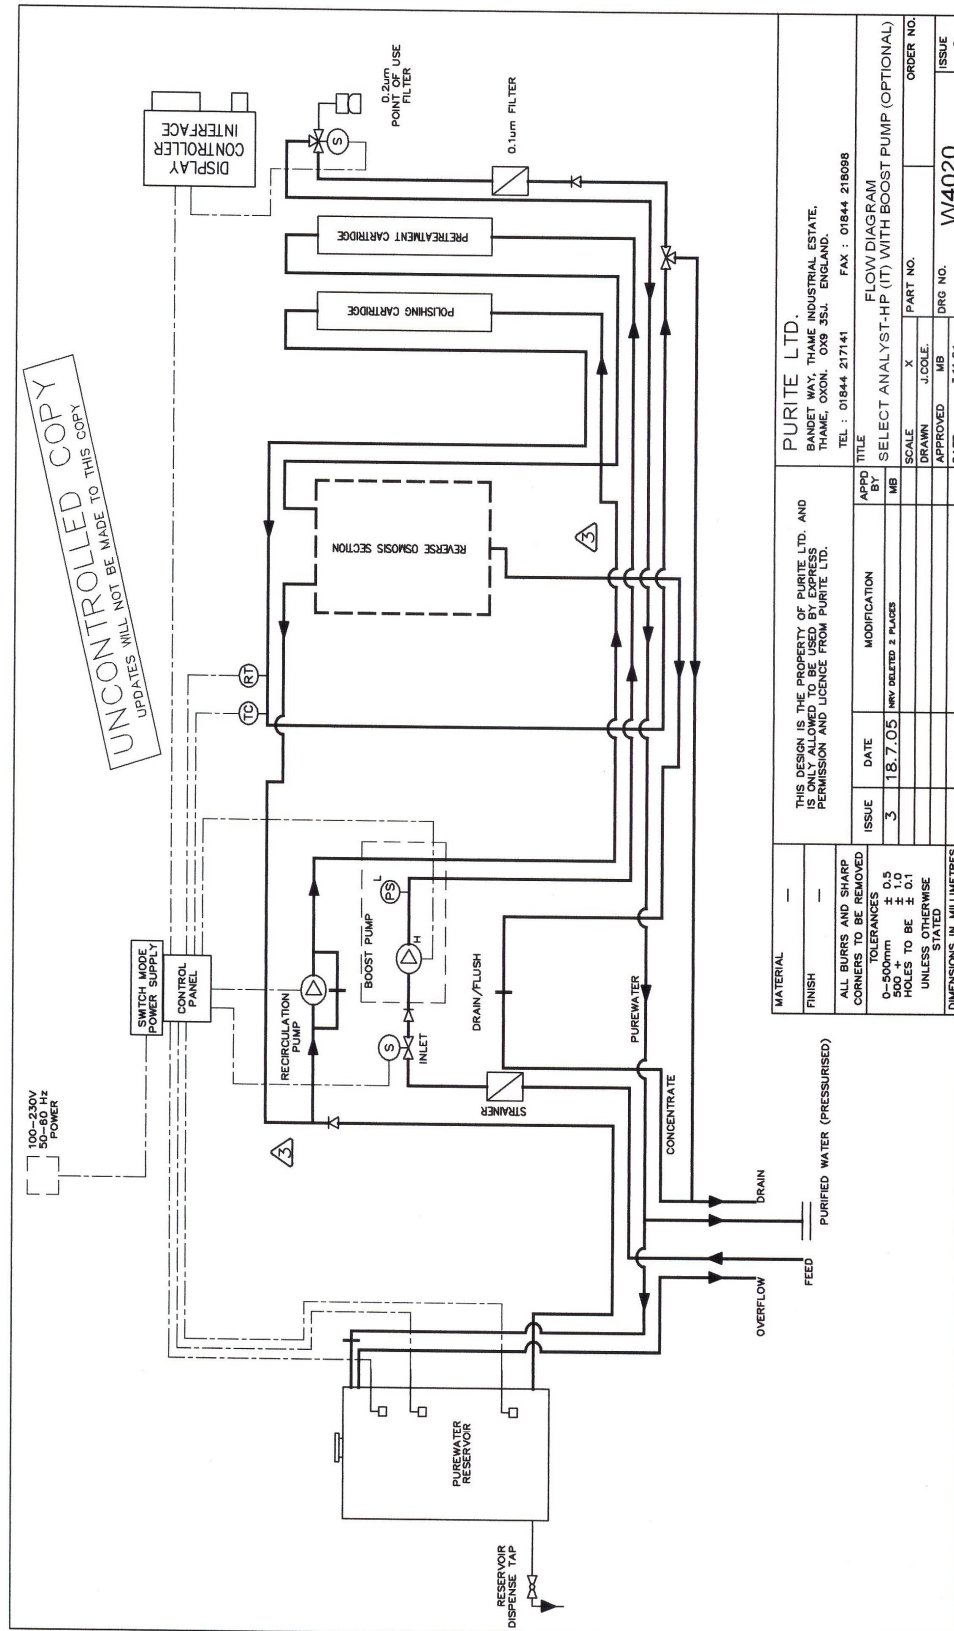 UNCONTROLLED COPY
UPDATES WILL NOT BE MADE TO THIS COPY
100-230V
50-60 Hz
POWER
SWITCH MODE
POWER SUPPLY
CONTROL
PANEL
DISPLAY
CONTROLLER
INTERFACE
0.2um
POINT OF USE
FILTER
S
0.1um FILTER
PRETREATMENT CARTRIDGE
POLISHING CARTRIDGE
REVERSE OSMOSIS SECTION
TC
RT
3
RECIRCULATION
PUMP
BOOST PUMP
PS
L
H
S
INLET
STRAINER
DRAIN/FLUSH
PUREWATER
CONCENTRATE
3
PUREWATER
RESERVOIR
RESERVOIR
DISPENSE TAP
OVERFLOW
FEED
DRAIN
PURIFIED WATER (PRESSURISED)
MATERIAL —
FINISH —
ALL BURRS AND SHARP
CORNERS TO BE REMOVED
TOLERANCES
0-500mm ± 0.5
500 + ± 1.0
HOLES TO BE ± 0.1
UNLESS OTHERWISE
STATED
DIMENSIONS IN MILLIMETRES
THIS DESIGN IS THE PROPERTY OF PURITE LTD. AND
IS ONLY ALLOWED TO BE USED BY EXPRESS
PERMISSION AND LICENCE FROM PURITE LTD.
ISSUE DATE MODIFICATION APPD BY
3 18.7.05 NRV DELETED 2 PLACES MB
PURITE LTD.
BANDET WAY, THAME INDUSTRIAL ESTATE,
THAME, OXON. OX9 3SJ. ENGLAND.
TEL : 01844 217141 FAX : 01844 218098
TITLE
FLOW DIAGRAM
SELECT ANALYST-HP (IT) WITH BOOST PUMP (OPTIONAL)
SCALE X PART NO. ORDER NO.
DRAWN J.COLE.
APPROVED MB DRG NO. W4020 ISSUE